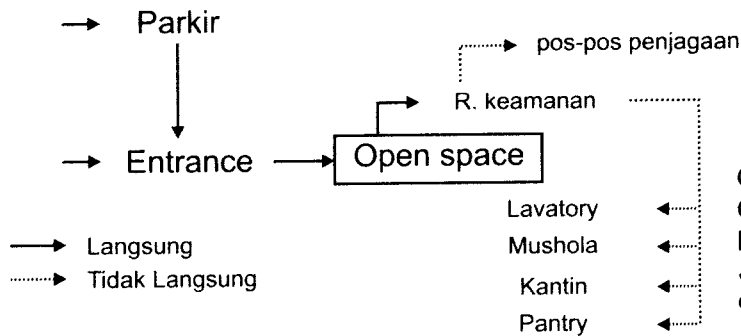 Parkir
pos-pos penjagaan
R. keamanan
Entrance
Open space
Lavatory
Langsung
Mushola
Tidak Langsung
Kantin
Pantry